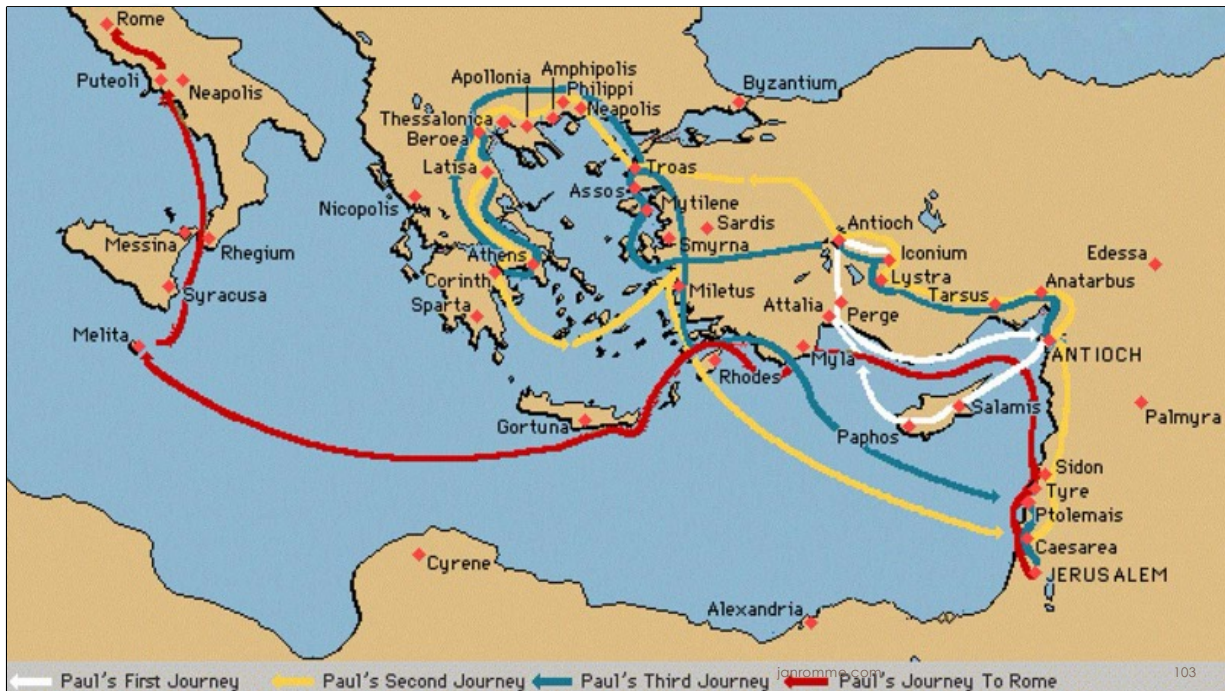 Rome
Puteoli
Neapolis
Apollonia
Amphipolis
Philippi
Neapolis
Byzantium
Thessalonica
Beroea
Latisa
Troas
Assos
Mytilene
Nicopolis
Sardis
Smyrna
Antioch
Iconium
Lystra
Edessa
Anatarbus
Messina
Rhegium
Athens
Corinth
Sparta
Miletus
Attalia
Perge
Tarsus
Syracusa
Melita
Myla
ANTIOCH
Rhodes
Salamis
Palmyra
Gortuna
Paphos
Sidon
Tyre
Ptolemais
Caesarea
JERUSALEM
Cyrene
Alexandria
Paul's First Journey
Paul's Second Journey
Paul's Third Journey
Paul's Journey To Rome
janromme.com
103